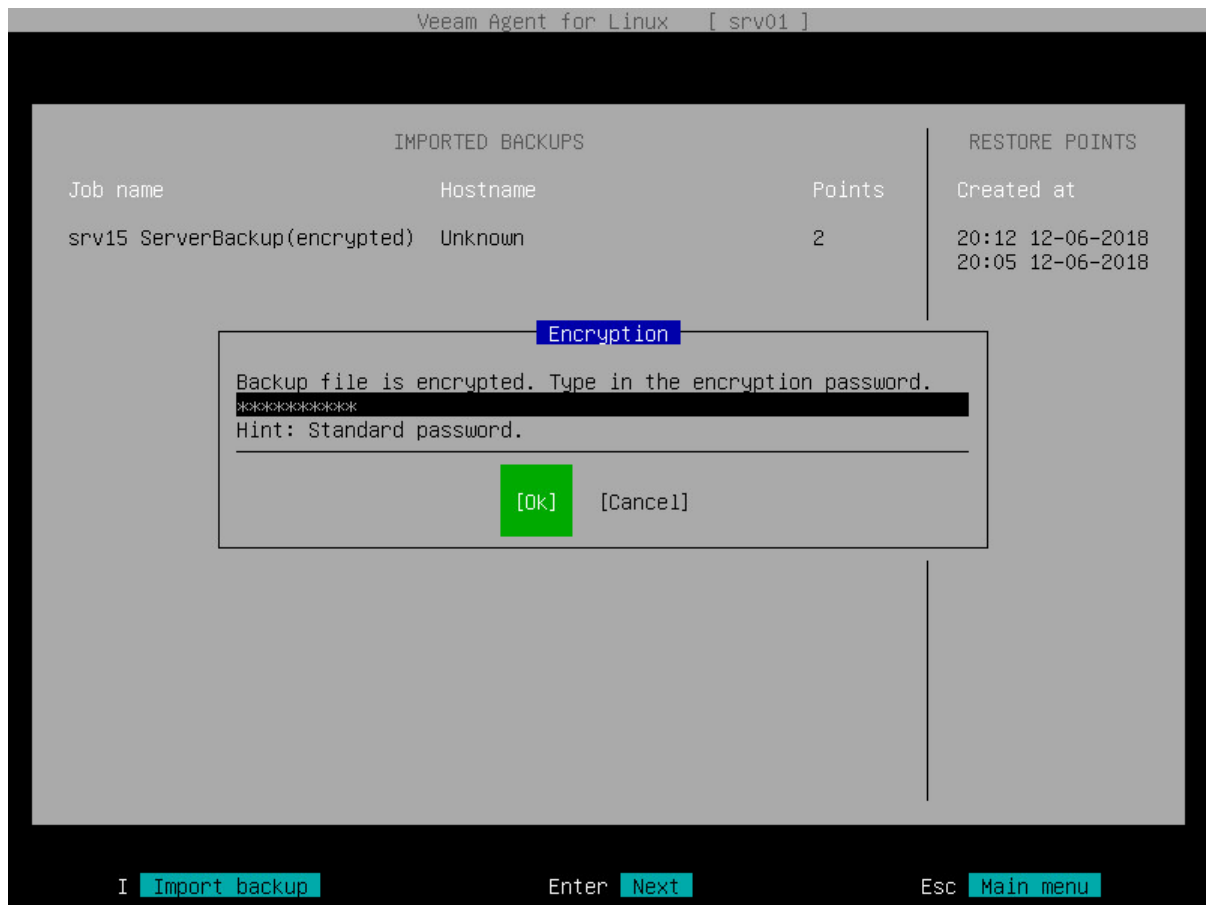 Veeam Agent for Linux [ srv01 ]
IMPORTED BACKUPS
RESTORE POINTS
Job name Hostname Points Created at
srv15 ServerBackup(encrypted) Unknown 2 20:12 12-06-2018
20:05 12-06-2018
Encryption
Backup file is encrypted. Type in the encryption password.
**********
Hint: Standard password.
[Ok] [Cancel]
I Import backup Enter Next Esc Main menu